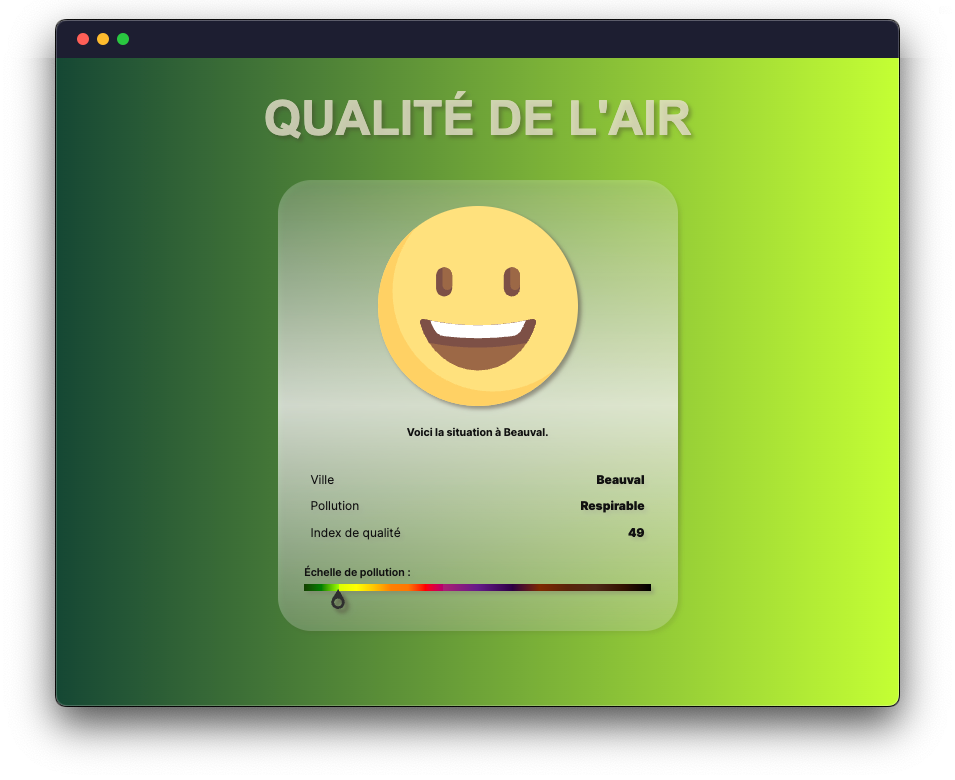 QUALITÉ DE L'AIR
Voici la situation à Beauval.
Ville Beauval
Pollution Respirable
Index de qualité 49
Échelle de pollution :